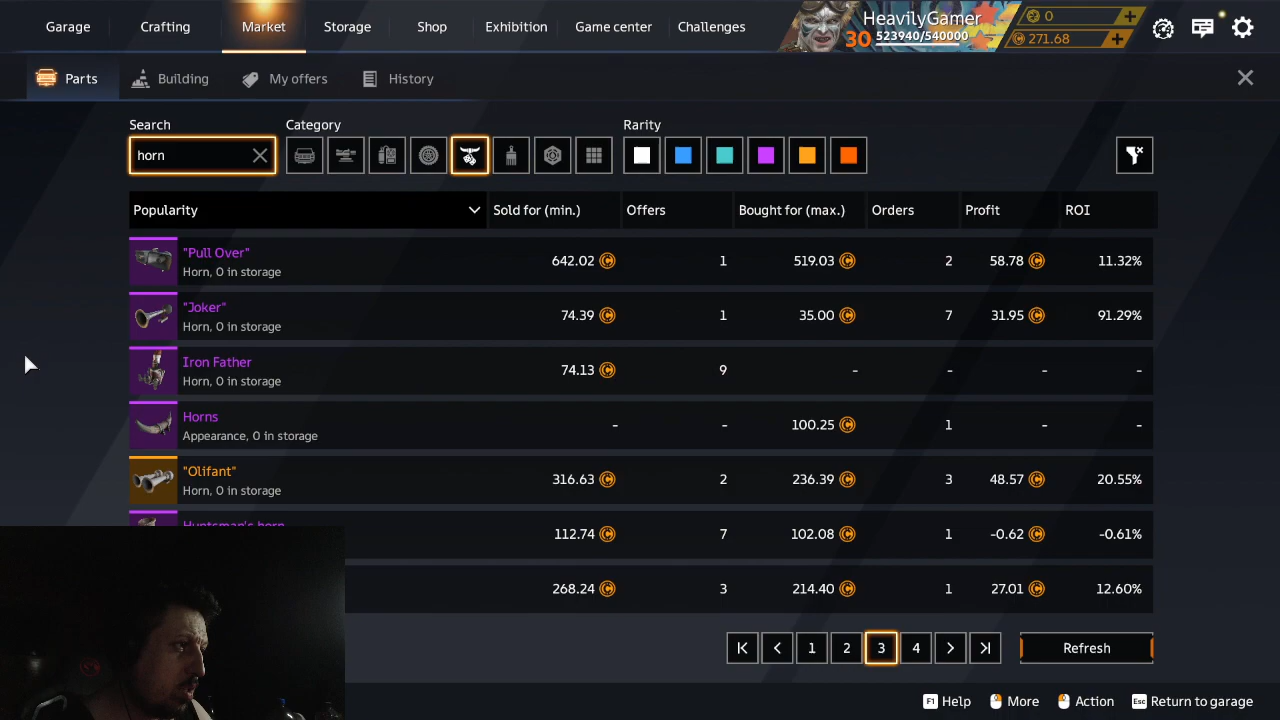 Garage Crafting Market Storage Shop Exhibition Game center Challenges
HeavilyGamer
30 523940/540000
0
271.68
Parts Building My offers History
Search Category Rarity
horn
Popularity Sold for (min.) Offers Bought for (max.) Orders Profit ROI
"Pull Over"
Horn, 0 in storage
642.02 1 519.03 2 58.78 11.32%
"Joker"
Horn, 0 in storage
74.39 1 35.00 7 31.95 91.29%
Iron Father
Horn, 0 in storage
74.13 9 - - - -
Horns
Appearance, 0 in storage
- - 100.25 1 - -
"Olifant"
Horn, 0 in storage
316.63 2 236.39 3 48.57 20.55%
Huntsman's horn
112.74 7 102.08 1 -0.62 -0.61%
268.24 3 214.40 1 27.01 12.60%
1 2 3 4 Refresh
F1 Help More Action Esc Return to garage